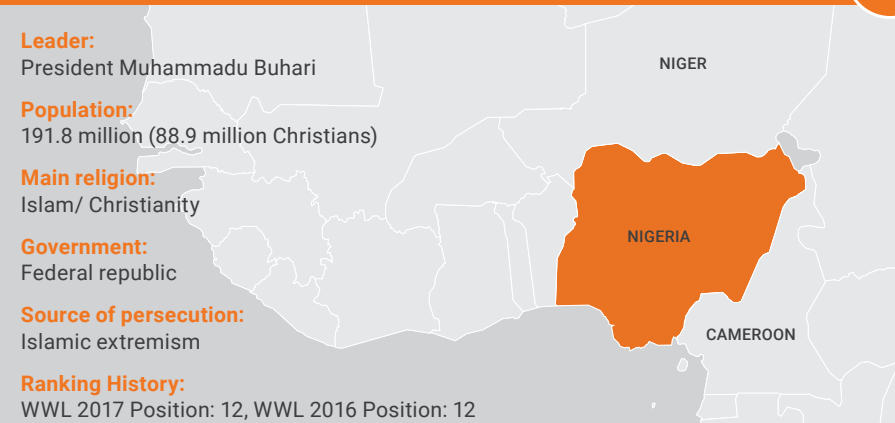 Leader:
President Muhammadu Buhari
Population:
191.8 million (88.9 million Christians)
Main religion:
Islam/ Christianity
Government:
Federal republic
Source of persecution:
Islamic extremism
Ranking History:
WWL 2017 Position: 12, WWL 2016 Position: 12
NIGER
NIGERIA
CAMEROON